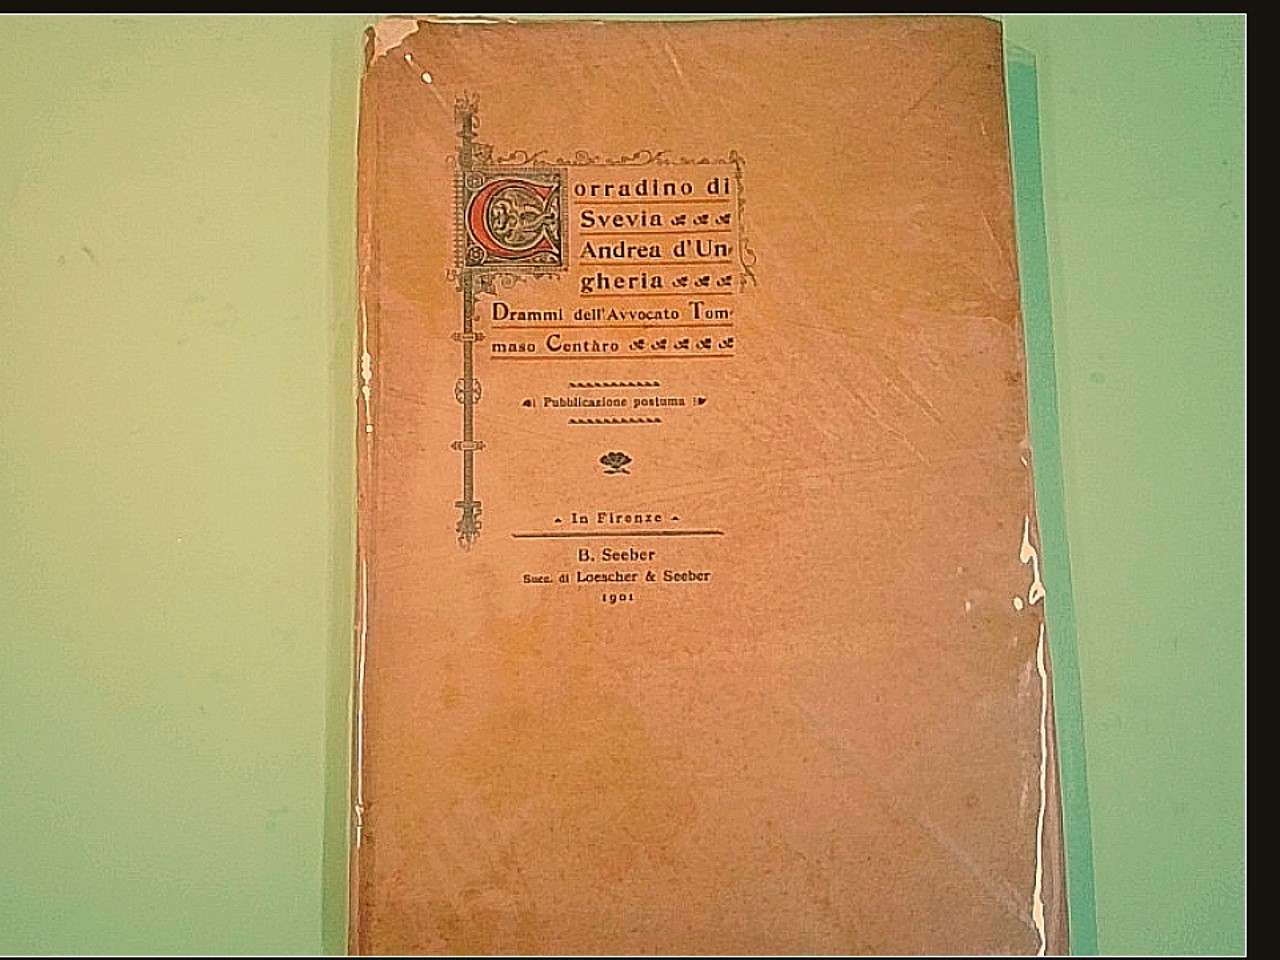 Corradino di
Svevia
Andrea d'Un-
gheria
Drammi dell'Avvocato Tom-
maso Centàro
Pubblicazione postuma
In Firenze
B. Seeber
Succ. di Loescher & Seeber
1901